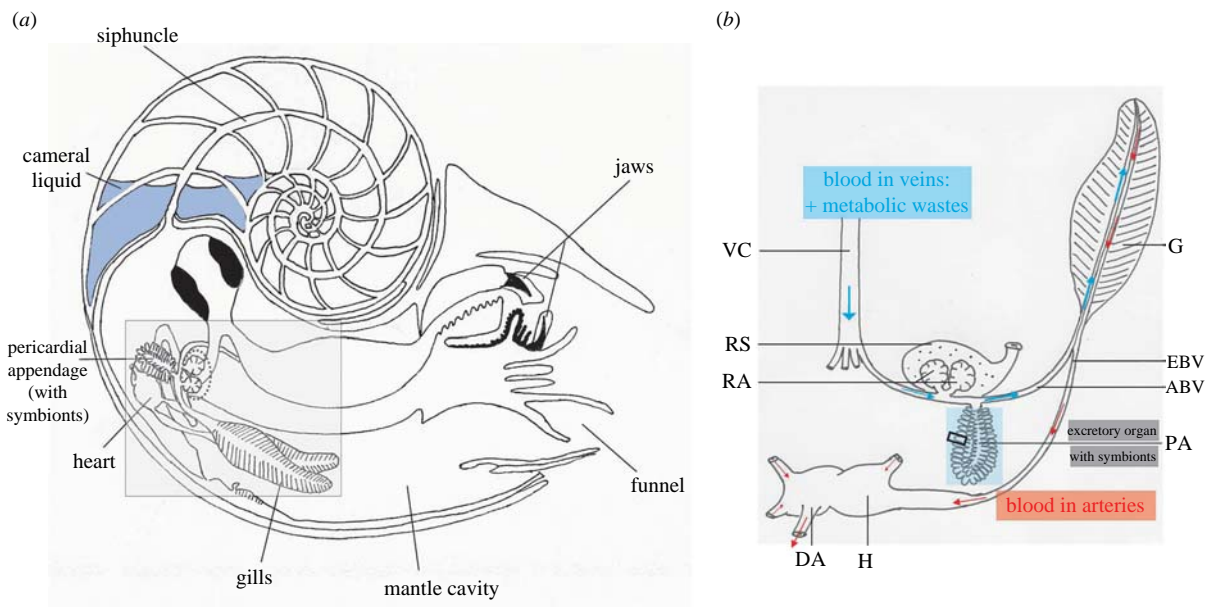 (a)
siphuncle
cameral
liquid
jaws
pericardial
appendage
(with
symbionts)
heart
gills
mantle cavity
funnel
(b)
blood in veins:
+ metabolic wastes
VC
G
RS
RA
EBV
ABV
excretory organ
with symbionts
PA
blood in arteries
DA
H